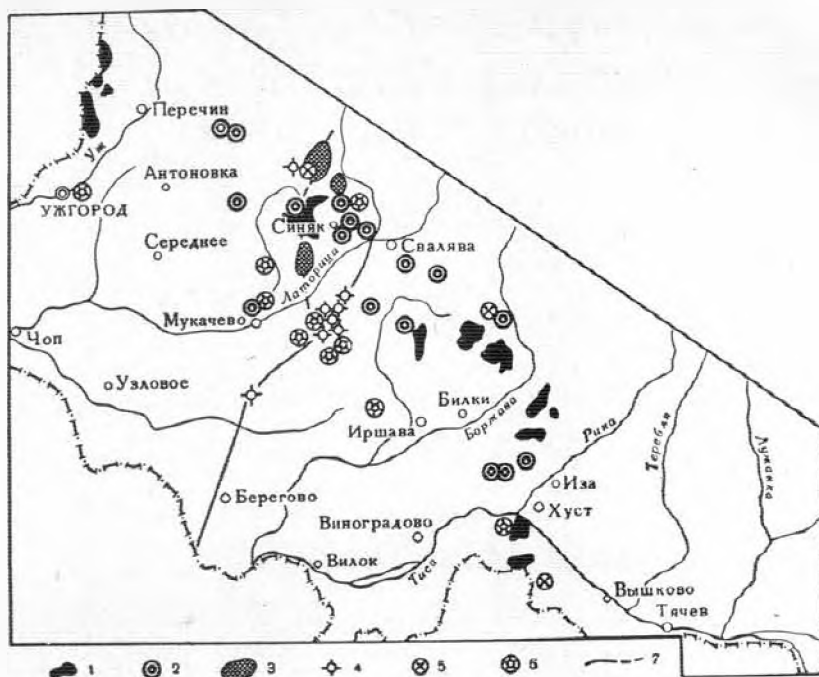 Перечин
Уж
Антоновка
УЖГОРОД
Синяк
Середнее
Свалява
Латорица
Мукачево
Чоп
Узловое
Билки
Иршава
Боржава
Рика
Теребля
Лужанка
Берегово
Иза
Хуст
Виноградово
Вилок
Тиса
Вышково
Тячев
1 2 3 4 5 6 7